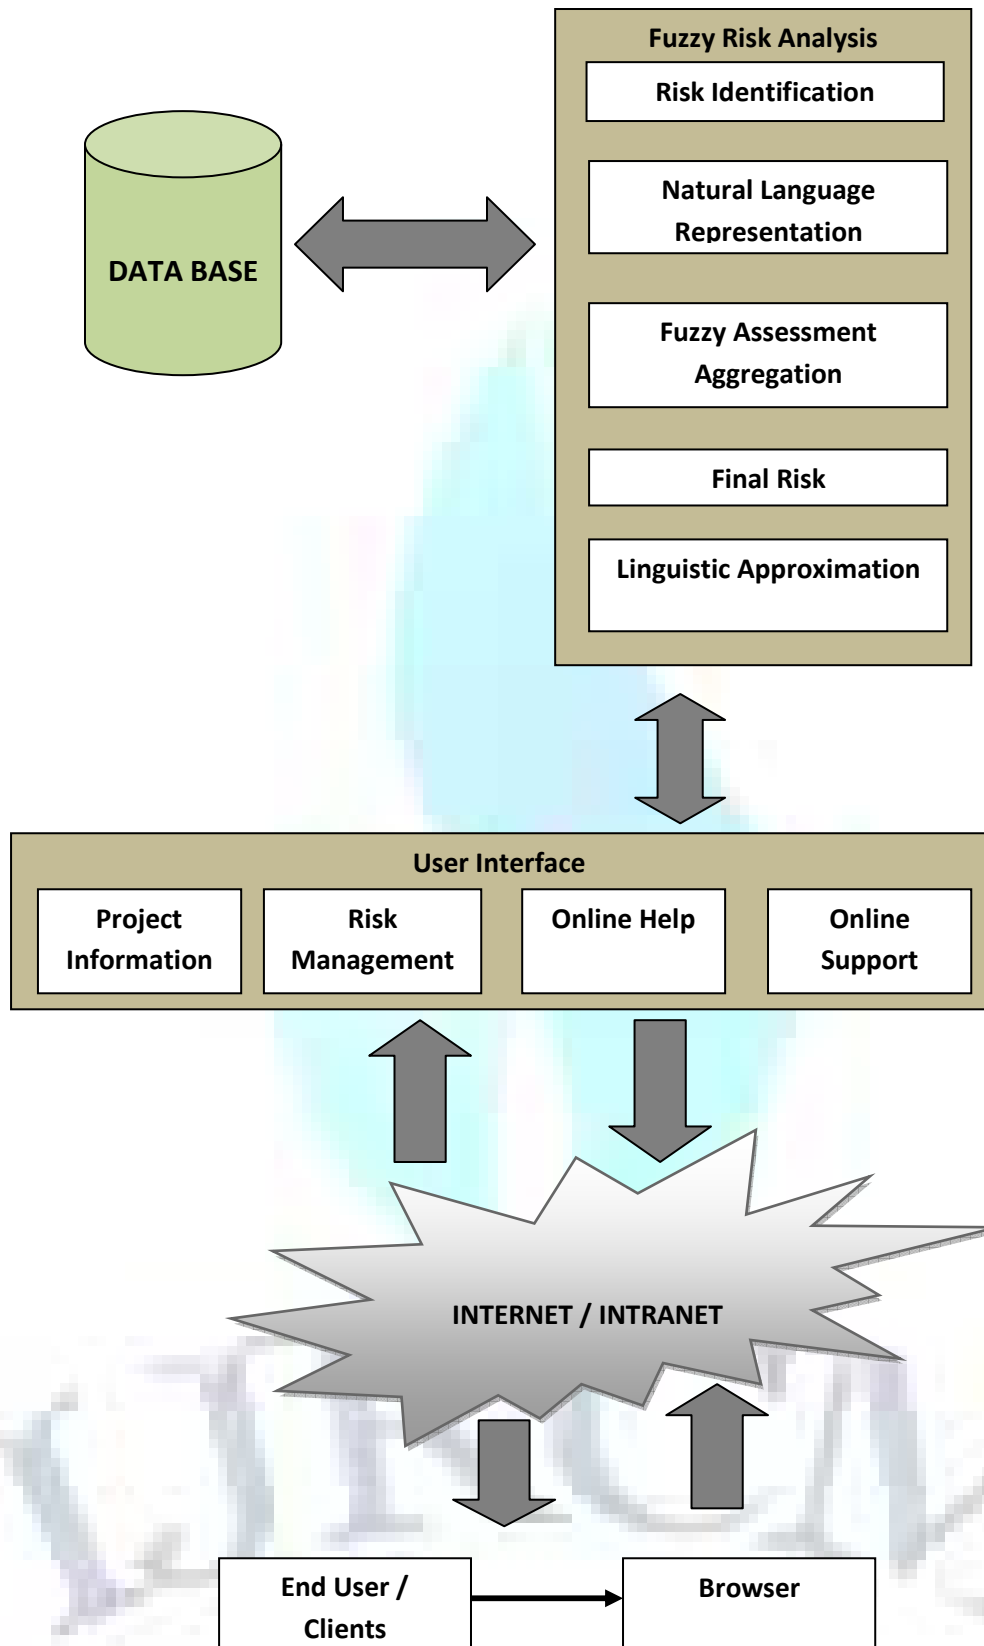 Fuzzy Risk Analysis
Risk Identification
Natural Language
Representation
DATA BASE
Fuzzy Assessment
Aggregation
Final Risk
Linguistic Approximation
User Interface
Project
Information
Risk
Management
Online Help
Online
Support
INTERNET / INTRANET
End User /
Clients
Browser